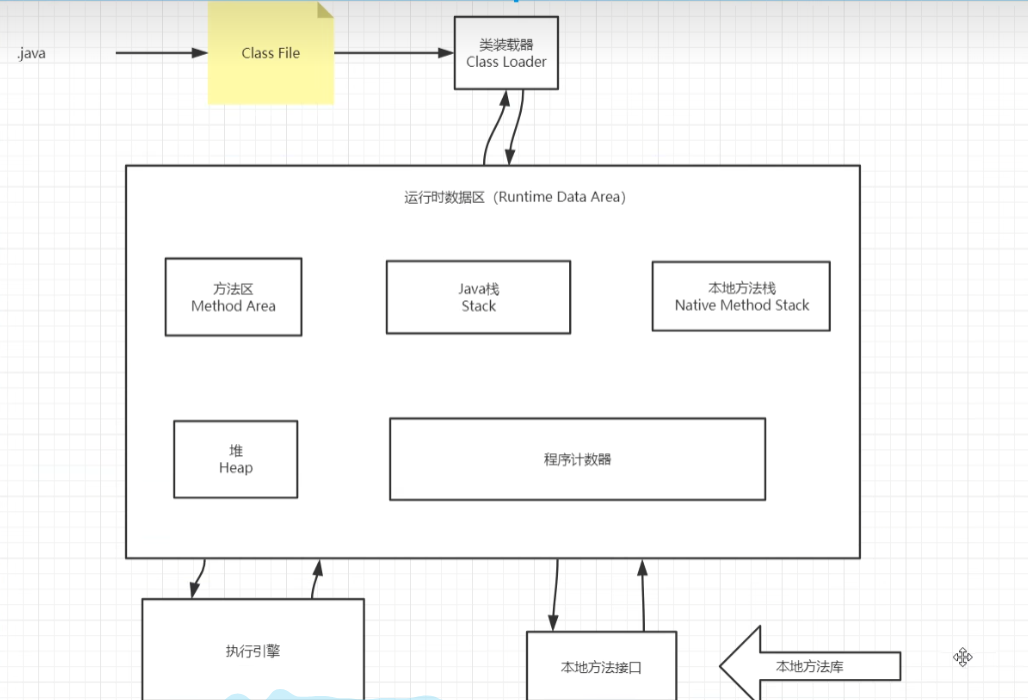 .java
Class File
类装载器
Class Loader
运行时数据区（Runtime Data Area）
方法区
Method Area
Java栈
Stack
本地方法栈
Native Method Stack
堆
Heap
程序计数器
执行引擎
本地方法接口
本地方法库